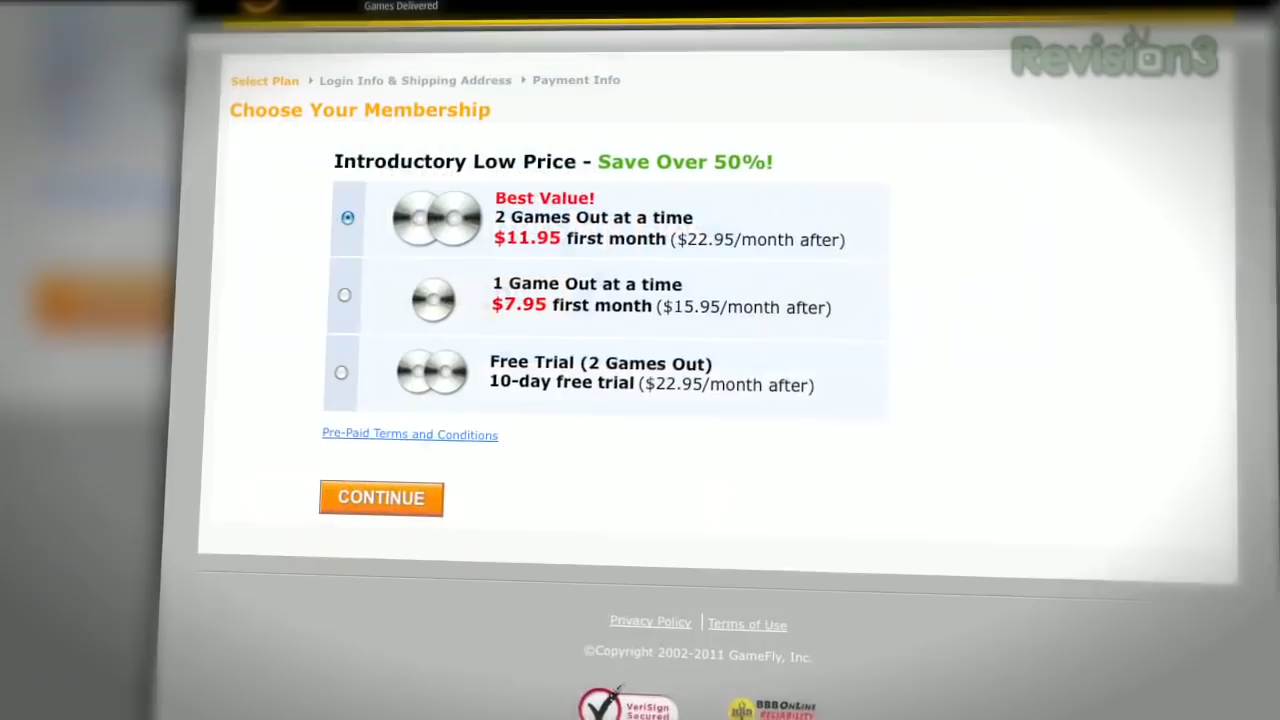 Games Delivered
Revision3
Select Plan Login Info & Shipping Address Payment Info
Choose Your Membership
Introductory Low Price - Save Over 50%!
Best Value!
2 Games Out at a time
$11.95 first month ($22.95/month after)
1 Game Out at a time
$7.95 first month ($15.95/month after)
Free Trial (2 Games Out)
10-day free trial ($22.95/month after)
Pre-Paid Terms and Conditions
CONTINUE
Privacy Policy | Terms of Use
©Copyright 2002-2011 GameFly, Inc.
VeriSign
Secured
BBBOnLine
RELIABILITY